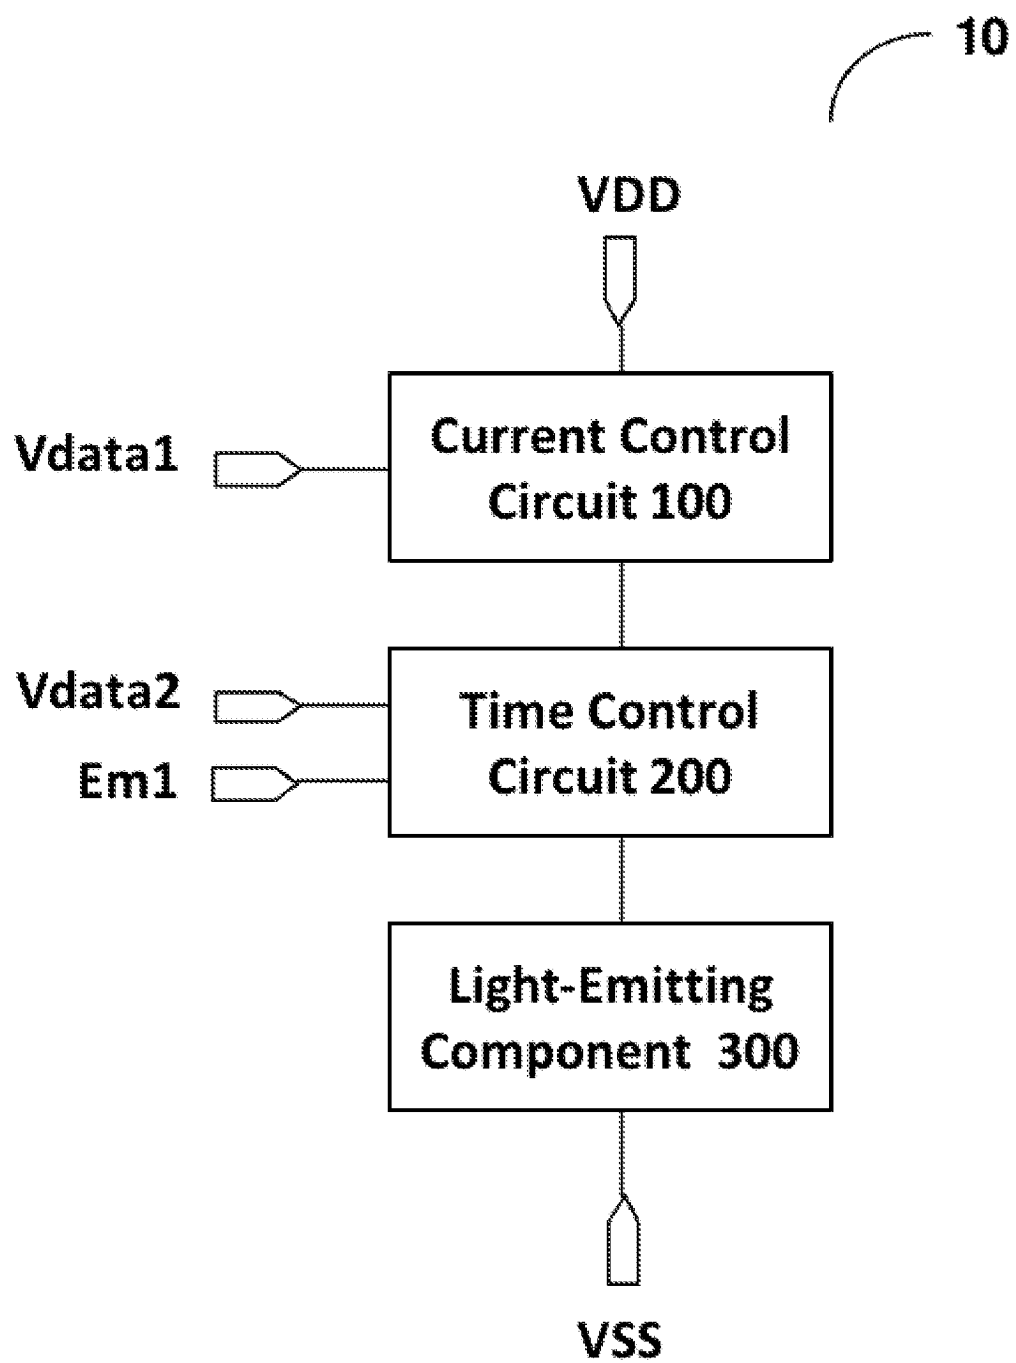 10
VDD
Vdata1
Current Control
Circuit 100
Vdata2
Em1
Time Control
Circuit 200
Light-Emitting
Component 300
VSS